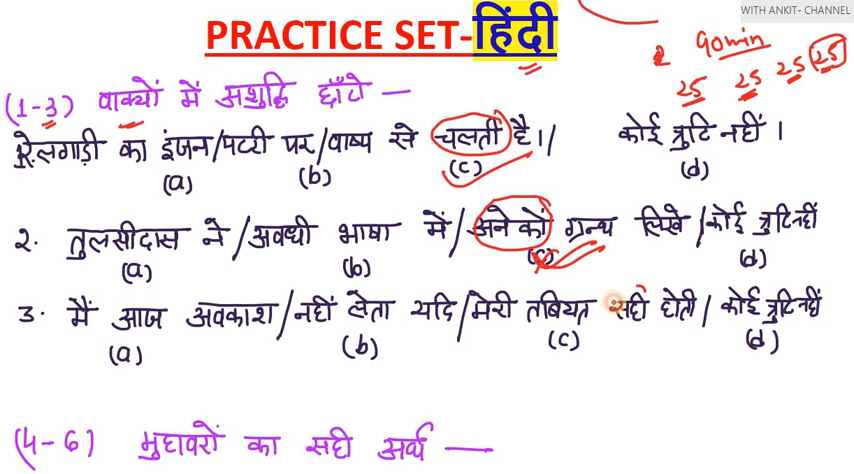 WITH ANKIT- CHANNEL
PRACTICE SET-हिंदी
90min
25 25 25 25
(1-3) वाक्यों में अशुद्धि छाँटो —
रेलगाड़ी का इंजन/पटरी पर/वाष्प से चलती है।/ कोई त्रुटि नहीं।
(a) (b) (c) (d)
२. तुलसीदास ने/अवधी भाषा में/अनेकों ग्रन्थ लिखे/कोई त्रुटि नहीं
(a) (b) (c) (d)
3. मैं आज अवकाश/नहीं लेता यदि/मेरी तबियत सही होती/कोई त्रुटि नहीं
(a) (b) (c) (d)
(4-6) मुहावरों का सही अर्थ —